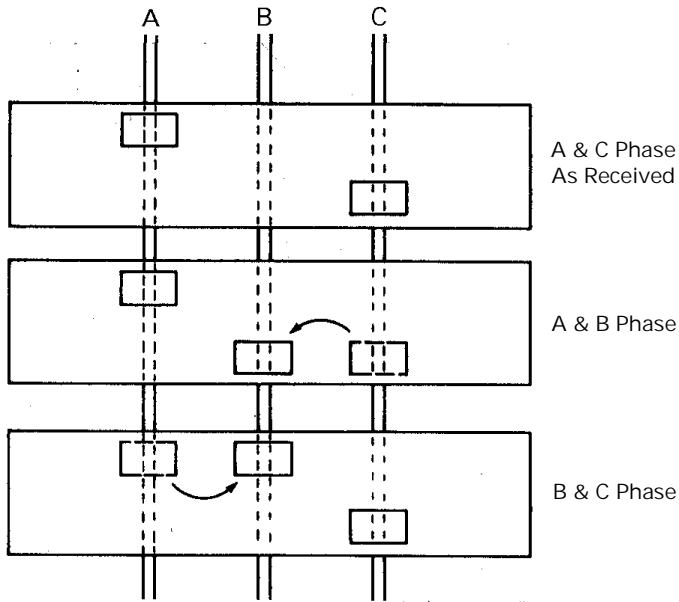 A B C
A & C Phase
As Received
A & B Phase
B & C Phase